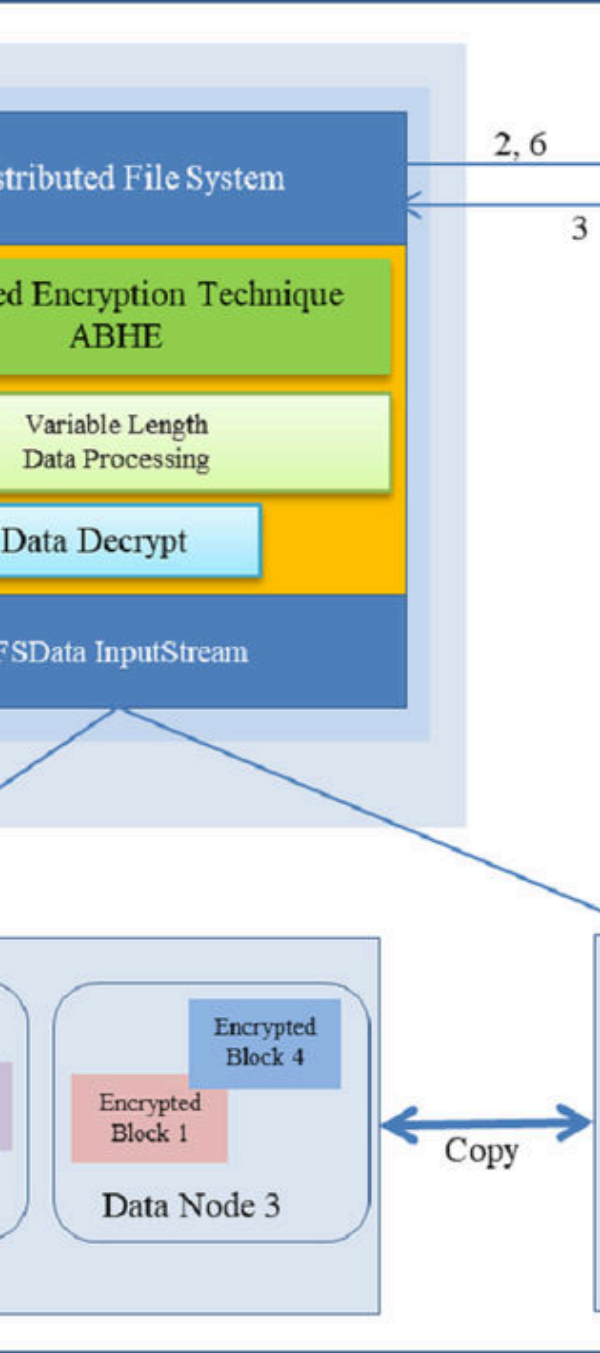 2, 6
stributed File System
3
ed Encryption Technique
ABHE
Variable Length
Data Processing
Data Decrypt
FSData InputStream
Encrypted
Block 4
Encrypted
Block 1
Copy
Data Node 3